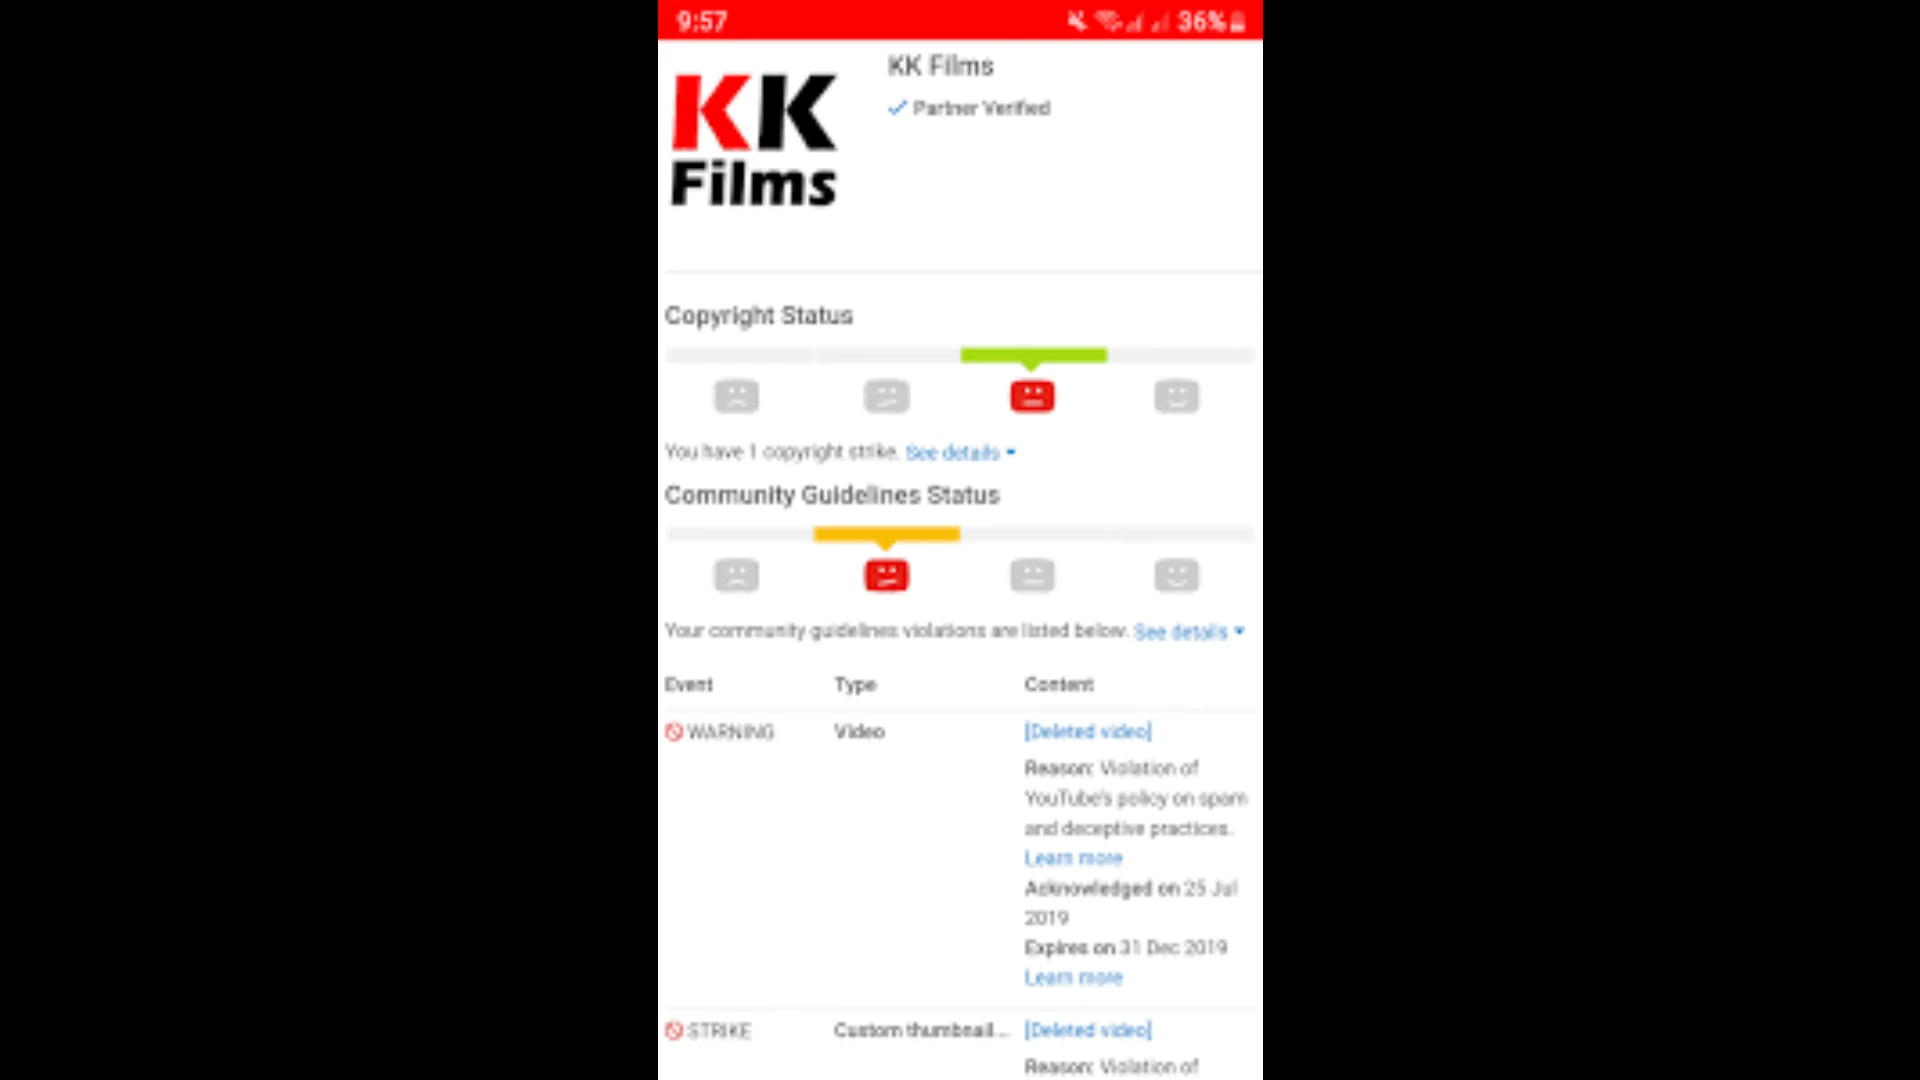 9:57
36%
KK
Films
KK Films
Partner Verified
Copyright Status
You have 1 copyright strike. See details
Community Guidelines Status
Your community guidelines violations are listed below. See details
Event Type Content
WARNING Video [Deleted video]
Reason: Violation of
YouTube's policy on spam
and deceptive practices.
Learn more
Acknowledged on 25 Jul
2019
Expires on 31 Dec 2019
Learn more
STRIKE Custom thumbnail... [Deleted video]
Reason: Violation of